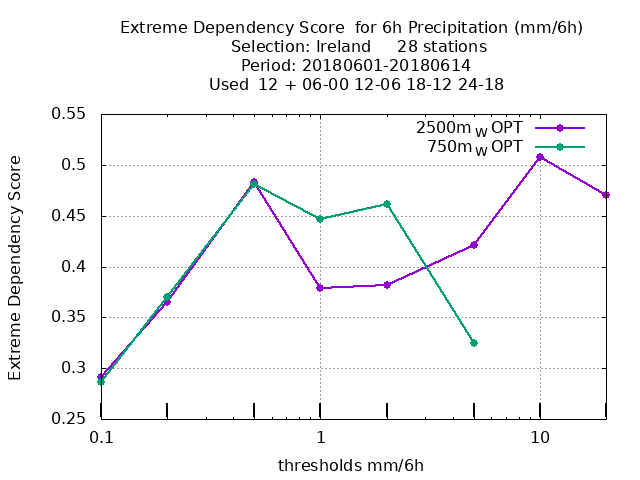 Extreme Dependency Score  for 6h Precipitation (mm/6h)
Selection: Ireland     28 stations
Period: 20180601-20180614
Used  12 + 06-00 12-06 18-12 24-18
0.55
2500m W OPT
750m W OPT
0.5
0.45
0.4
0.35
0.3
0.25
Extreme Dependency Score
0.1
1
10
thresholds mm/6h